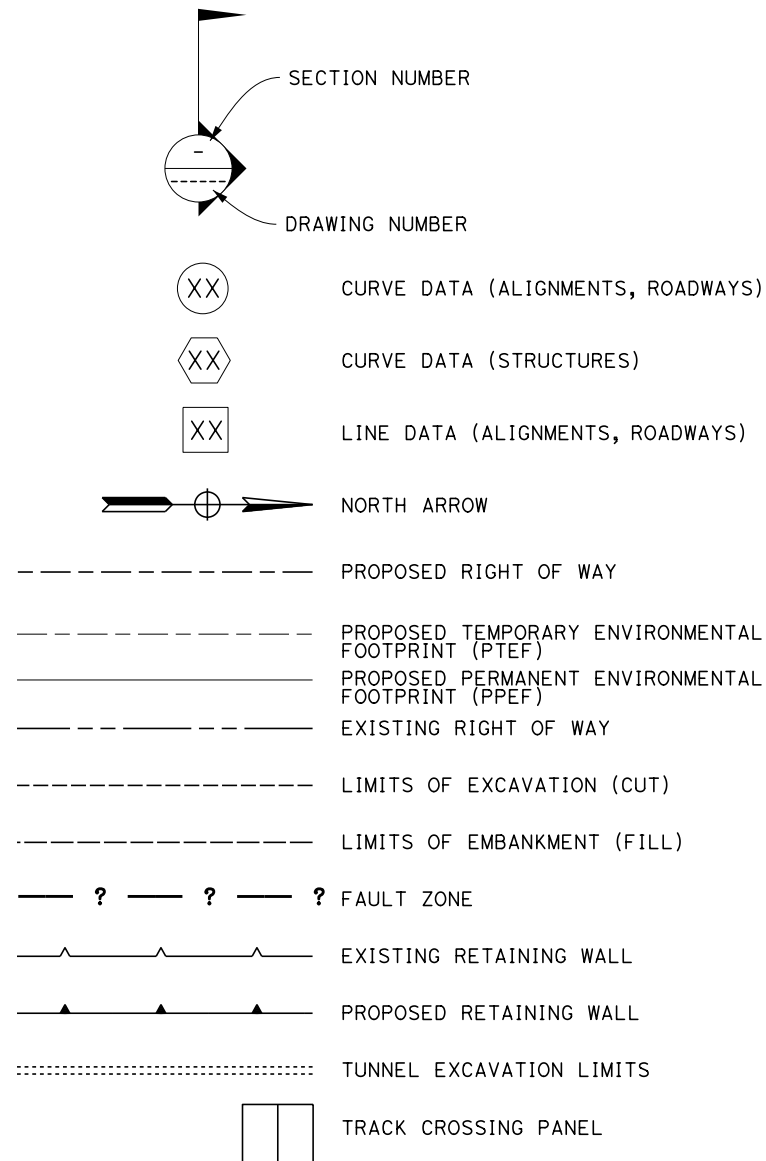 SECTION NUMBER
-
DRAWING NUMBER
XX CURVE DATA (ALIGNMENTS, ROADWAYS)
XX CURVE DATA (STRUCTURES)
XX LINE DATA (ALIGNMENTS, ROADWAYS)
NORTH ARROW
PROPOSED RIGHT OF WAY
PROPOSED TEMPORARY ENVIRONMENTAL
FOOTPRINT (PTEF)
PROPOSED PERMANENT ENVIRONMENTAL
FOOTPRINT (PPEF)
EXISTING RIGHT OF WAY
LIMITS OF EXCAVATION (CUT)
LIMITS OF EMBANKMENT (FILL)
? ? ? FAULT ZONE
EXISTING RETAINING WALL
PROPOSED RETAINING WALL
TUNNEL EXCAVATION LIMITS
TRACK CROSSING PANEL